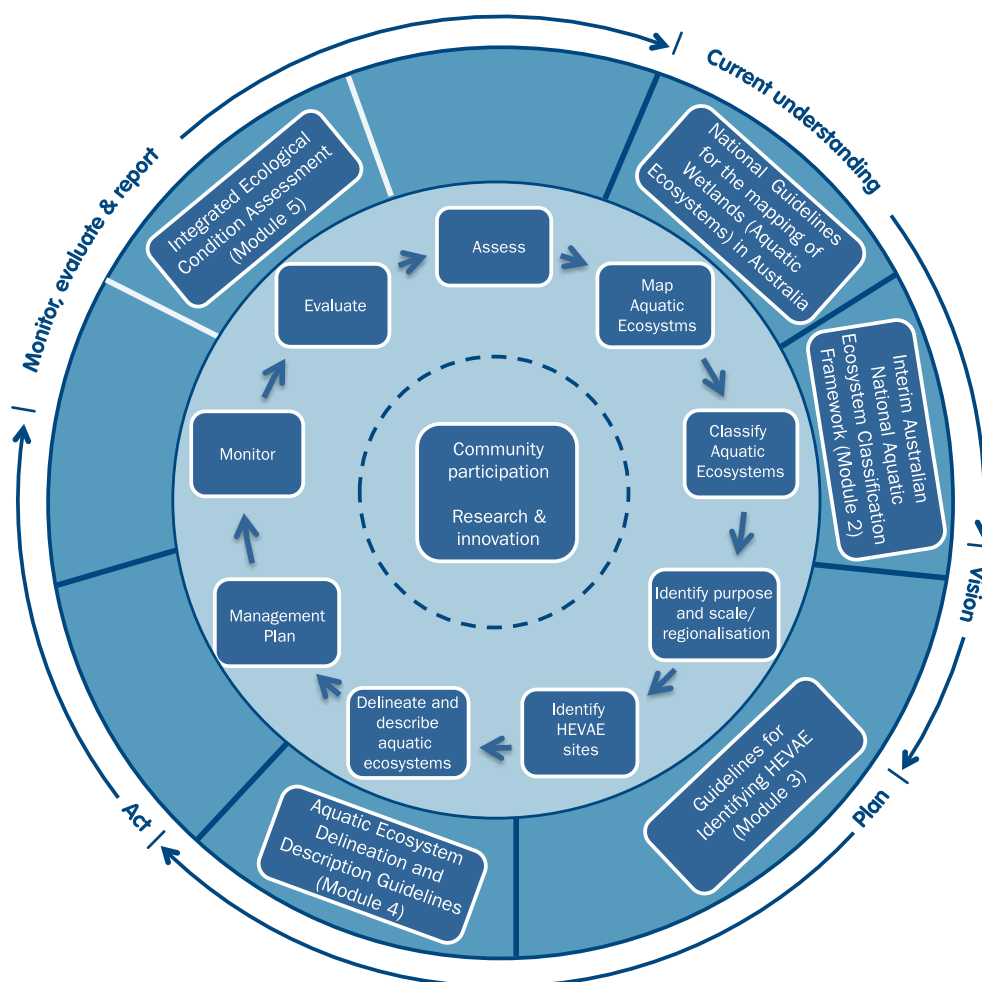 Current understanding
Vision
Plan
Act
Monitor, evaluate & report
National Guidelines
for the mapping of
Wetlands (Aquatic
Ecosystems) in Australia
Interim Australian
National Aquatic
Ecosystem Classification
Framework (Module 2)
Guidelines for
Identifying HEVAE
(Module 3)
Aquatic Ecosystem
Delineation and
Description Guidelines
(Module 4)
Integrated Ecological
Condition Assessment
(Module 5)
Assess
Map
Aquatic
Ecosystms
Classify
Aquatic
Ecosystems
Identify purpose
and scale/
regionalisation
Identify
HEVAE
sites
Delineate and
describe
aquatic
ecosystems
Management
Plan
Monitor
Evaluate
Community
participation
Research &
innovation